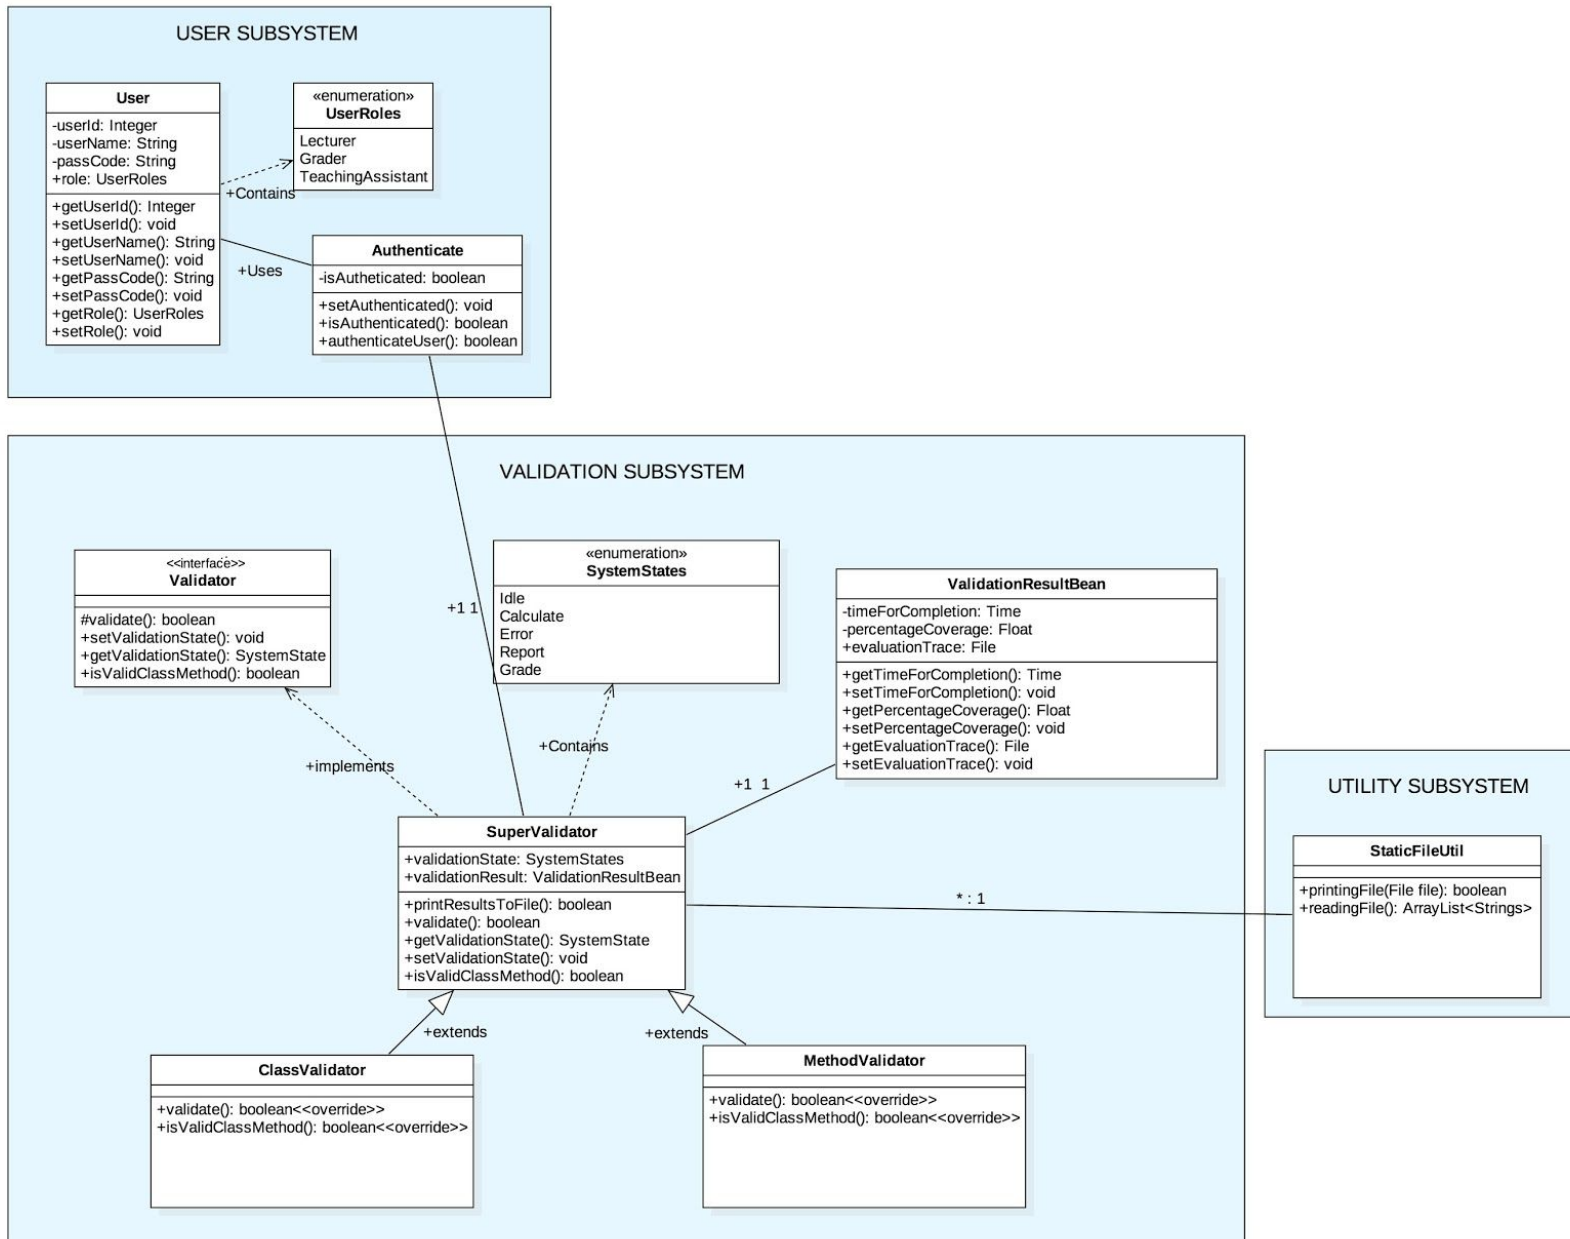 USER SUBSYSTEM
User
-userId: Integer
-userName: String
-passCode: String
+role: UserRoles
+getUserId(): Integer
+setUserId(): void
+getUserName(): String
+setUserName(): void
+getPassCode(): String
+setPassCode(): void
+getRole(): UserRoles
+setRole(): void
«enumeration»
UserRoles
Lecturer
Grader
TeachingAssistant
+Contains
+Uses
Authenticate
-isAutheticated: boolean
+setAuthenticated(): void
+isAuthenticated(): boolean
+authenticateUser(): boolean
VALIDATION SUBSYSTEM
<<interface>>
Validator
#validate(): boolean
+setValidationState(): void
+getValidationState(): SystemState
+isValidClassMethod(): boolean
+1 1
«enumeration»
SystemStates
Idle
Calculate
Error
Report
Grade
ValidationResultBean
-timeForCompletion: Time
-percentageCoverage: Float
+evaluationTrace: File
+getTimeForCompletion(): Time
+setTimeForCompletion(): void
+getPercentageCoverage(): Float
+setPercentageCoverage(): void
+getEvaluationTrace(): File
+setEvaluationTrace(): void
+implements
+Contains
+1 1
SuperValidator
+validationState: SystemStates
+validationResult: ValidationResultBean
+printResultsToFile(): boolean
+validate(): boolean
+getValidationState(): SystemState
+setValidationState(): void
+isValidClassMethod(): boolean
* : 1
UTILITY SUBSYSTEM
StaticFileUtil
+printingFile(File file): boolean
+readingFile(): ArrayList<Strings>
+extends
+extends
ClassValidator
+validate(): boolean<<override>>
+isValidClassMethod(): boolean<<override>>
MethodValidator
+validate(): boolean<<override>>
+isValidClassMethod(): boolean<<override>>